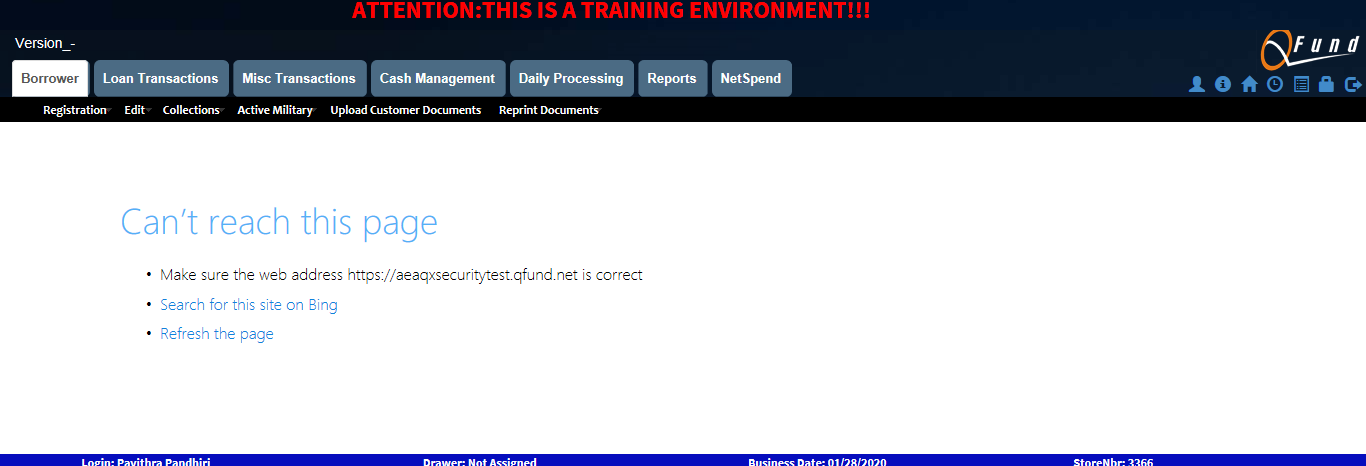 ATTENTION:THIS IS A TRAINING ENVIRONMENT!!!
Version_-
QFund
Borrower Loan Transactions Misc Transactions Cash Management Daily Processing Reports NetSpend
Registration Edit Collections Active Military Upload Customer Documents Reprint Documents
Can't reach this page
• Make sure the web address https://aeaqxsecuritytest.qfund.net is correct
• Search for this site on Bing
• Refresh the page
Login: Pavithra Pandhiri Drawer: Not Assigned Business Date: 01/28/2020 StoreNbr: 3366